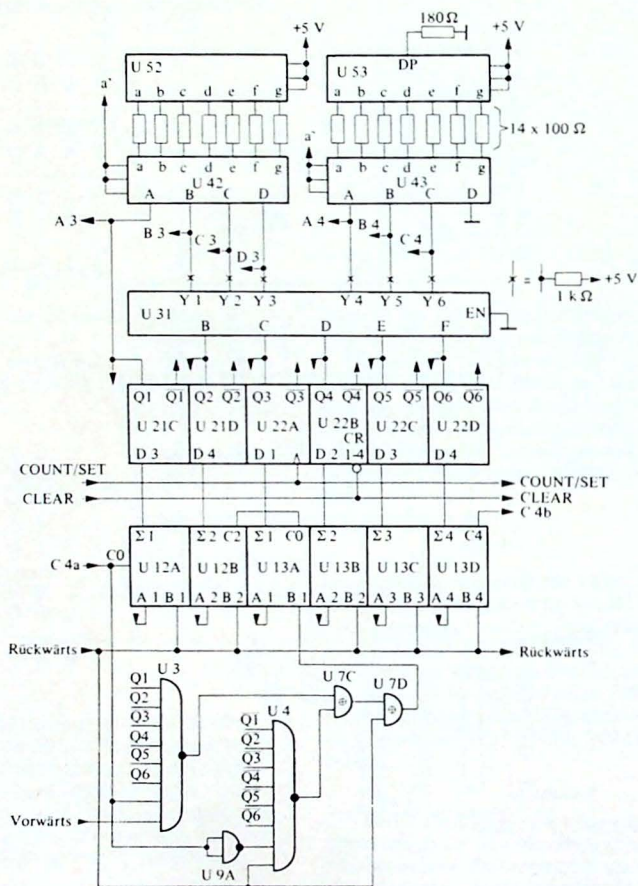 180 Ω
+5 V +5 V
U 52 DP U 53
a b c d e f g a b c d e f g
a' 14 x 100 Ω
a b c d e f g a' a b c d e f g
U 42 U 43
A B C D A B C D
A 3 A 4
B 3 B 4
C 3 C 4
D 3
Y 1 Y 2 Y 3 Y 4 Y 5 Y 6 x = +5 V
U 31 EN 1 k Ω
B C D E F
Q1 Q1̅ Q2 Q2̅ Q3 Q3̅ Q4 Q4̅ Q5 Q5̅ Q6 Q6̅
U 21C U 21D U 22A U 22B U 22C U 22D
CR
D 3 D 4 D 1 D 2 1-4 D 3 D 4
COUNT/SET COUNT/SET
CLEAR CLEAR
C 4b
Σ1 Σ2 C2 Σ1 C0 Σ2 Σ3 Σ4 C4
C 4a C0
U 12A U 12B U 13A U 13B U 13C U 13D
A 1 B 1 A 2 B 2 A 1 B 1 A 2 B 2 A 3 B 3 A 4 B 4
Rückwärts Rückwärts
U 3 U 7C U 7D
Q1
Q2
Q3
Q4
Q5
Q6
U 4
Q1̅
Q2̅
Q3̅
Q4̅
Q5̅
Q6̅
Vorwärts
U 9A